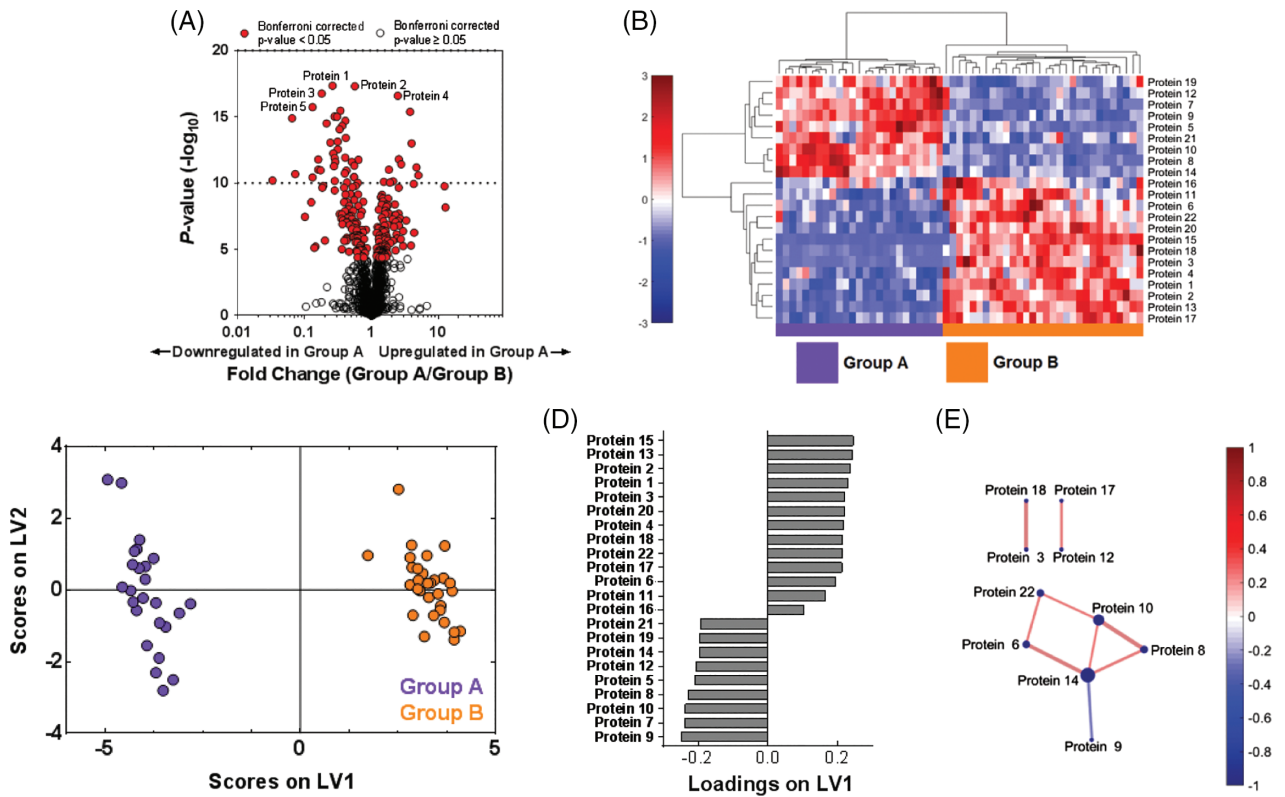 (A)
Bonferroni corrected
p-value < 0.05
Bonferroni corrected
p-value ≥ 0.05
20
15
10
5
0
P-value (-log10)
Protein 1
Protein 2
Protein 3
Protein 4
Protein 5
0.01
0.1
1
10
Downregulated in Group A
Upregulated in Group A
Fold Change (Group A/Group B)
(B)
3
2
1
0
-1
-2
-3
Protein 19
Protein 12
Protein 7
Protein 9
Protein 5
Protein 21
Protein 10
Protein 8
Protein 14
Protein 16
Protein 11
Protein 6
Protein 22
Protein 20
Protein 15
Protein 18
Protein 3
Protein 4
Protein 1
Protein 2
Protein 13
Protein 17
Group A
Group B
4
2
0
-2
-4
Scores on LV2
Group A
Group B
-5
0
5
Scores on LV1
(D)
Protein 15
Protein 13
Protein 2
Protein 1
Protein 3
Protein 20
Protein 4
Protein 18
Protein 22
Protein 17
Protein 6
Protein 11
Protein 16
Protein 21
Protein 19
Protein 14
Protein 12
Protein 5
Protein 8
Protein 10
Protein 7
Protein 9
-0.2
0.0
0.2
Loadings on LV1
(E)
Protein 18
Protein 17
Protein 3
Protein 12
Protein 22
Protein 10
Protein 6
Protein 8
Protein 14
Protein 9
1
0.8
0.6
0.4
0.2
0
-0.2
-0.4
-0.6
-0.8
-1